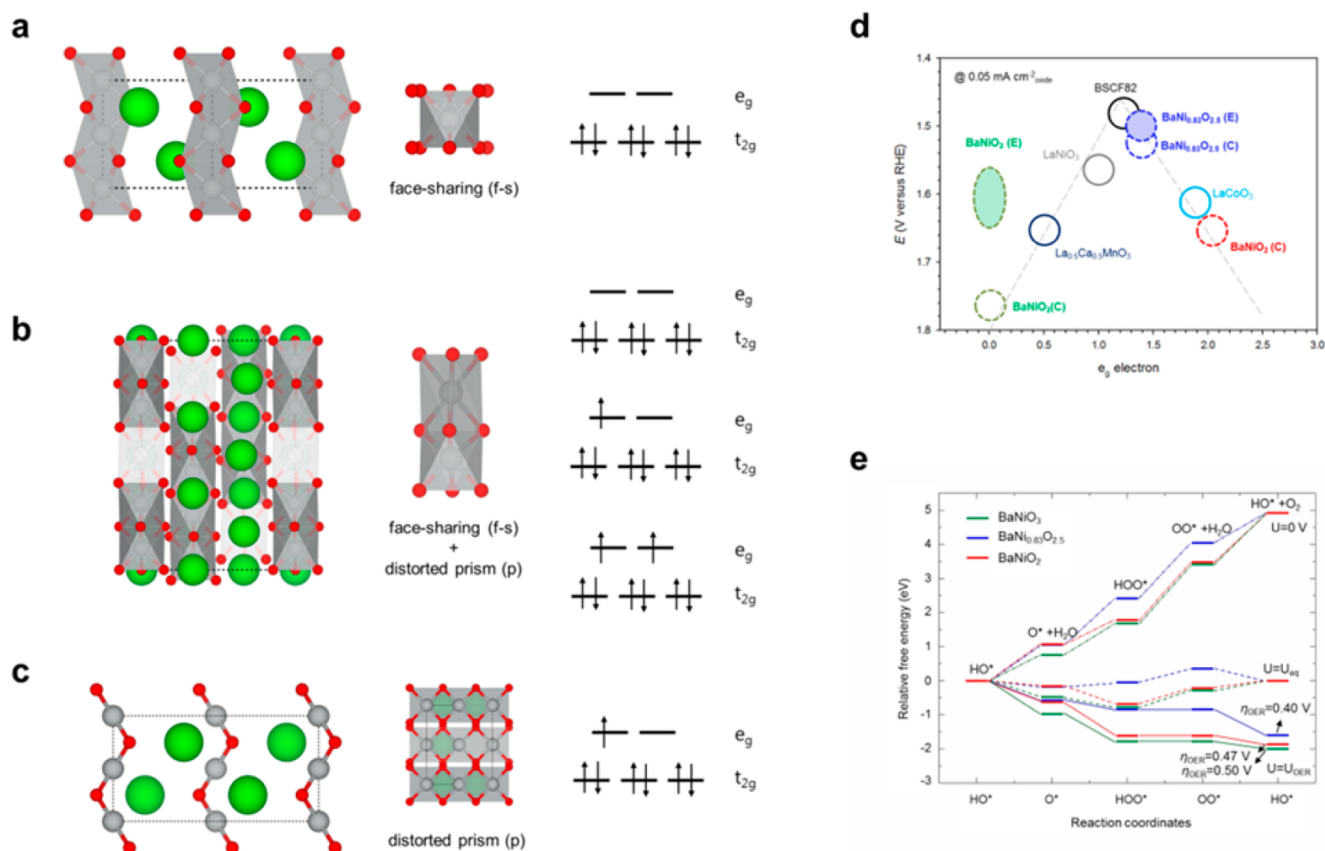 a
face-sharing (f-s)
e_g
t_2g
b
face-sharing (f-s)
+
distorted prism (p)
e_g
t_2g
e_g
t_2g
e_g
t_2g
c
distorted prism (p)
e_g
t_2g
d
@ 0.05 mA cm⁻²oxide
BSCF82
BaNi0.83O2.5 (E)
BaNi0.83O2.5 (C)
BaNiO3 (E)
LaNiO3
LaCoO3
La0.5Ca0.5MnO3
BaNiO2 (C)
BaNiO3(C)
E (V versus RHE)
1.4
1.5
1.6
1.7
1.8
0.0 0.5 1.0 1.5 2.0 2.5 3.0
e_g electron
e
BaNiO3
BaNi0.83O2.5
BaNiO2
HO* +O2
U=0 V
OO* +H2O
HOO*
O* +H2O
HO*
U=Ueq
ηOER=0.40 V
ηOER=0.47 V
ηOER=0.50 V
U=UOER
Relative free energy (eV)
5
4
3
2
1
0
-1
-2
-3
HO* O* HOO* OO* HO*
Reaction coordinates